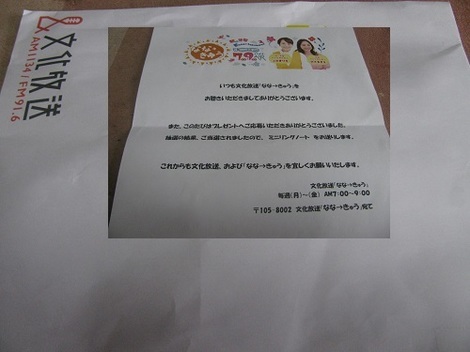 文化放送
AM1134/FM91.6
なな→きゅう
いつも文化放送「なな→きゅう」を
お聴きいただきましてありがとうございます。
また、このたびはプレゼントへご応募いただきありがとうございました。
抽選の結果、ご当選されましたので、ミニリングノート をお送りします。
これからも文化放送、および「なな→きゅう」を宜しくお願いいたします。
文化放送「なな→きゅう」
毎週(月)~(金) AM7:00~9:00
〒105-8002 文化放送「なな→きゅう」宛て